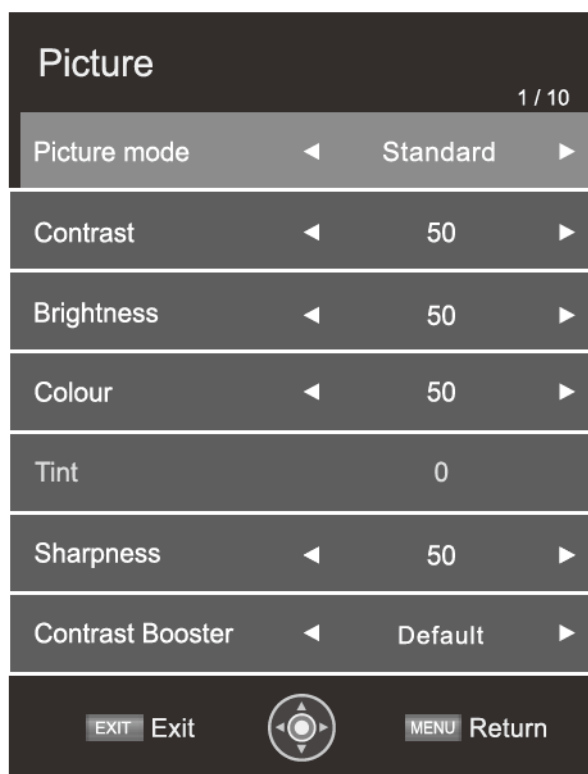 Picture
1 / 10
Picture mode Standard
Contrast 50
Brightness 50
Colour 50
Tint 0
Sharpness 50
Contrast Booster Default
EXIT Exit MENU Return